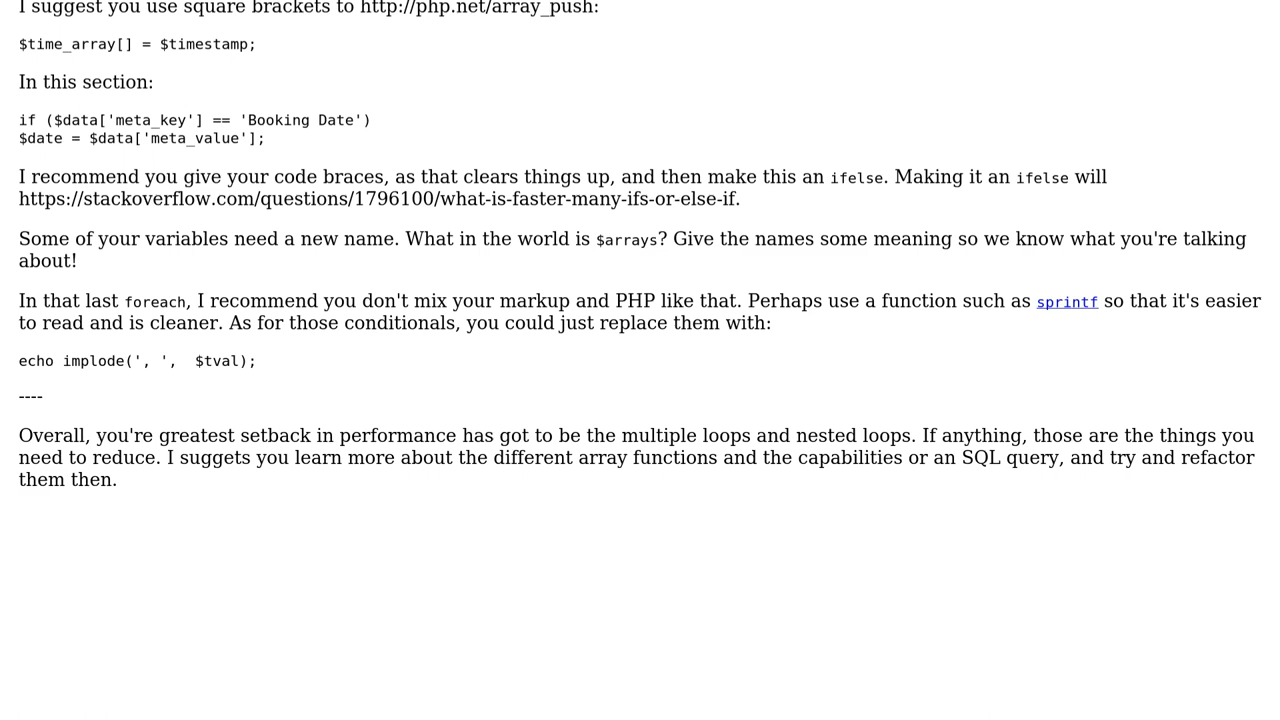 I suggest you use square brackets to http://php.net/array_push:
$time_array[] = $timestamp;
In this section:
if ($data['meta_key'] == 'Booking Date')
$date = $data['meta_value'];
I recommend you give your code braces, as that clears things up, and then make this an ifelse. Making it an ifelse will
https://stackoverflow.com/questions/1796100/what-is-faster-many-ifs-or-else-if.
Some of your variables need a new name. What in the world is $arrays? Give the names some meaning so we know what you're talking
about!
In that last foreach, I recommend you don't mix your markup and PHP like that. Perhaps use a function such as sprintf so that it's easier
to read and is cleaner. As for those conditionals, you could just replace them with:
echo implode(', ',  $tval);
----
Overall, you're greatest setback in performance has got to be the multiple loops and nested loops. If anything, those are the things you
need to reduce. I suggets you learn more about the different array functions and the capabilities or an SQL query, and try and refactor
them then.